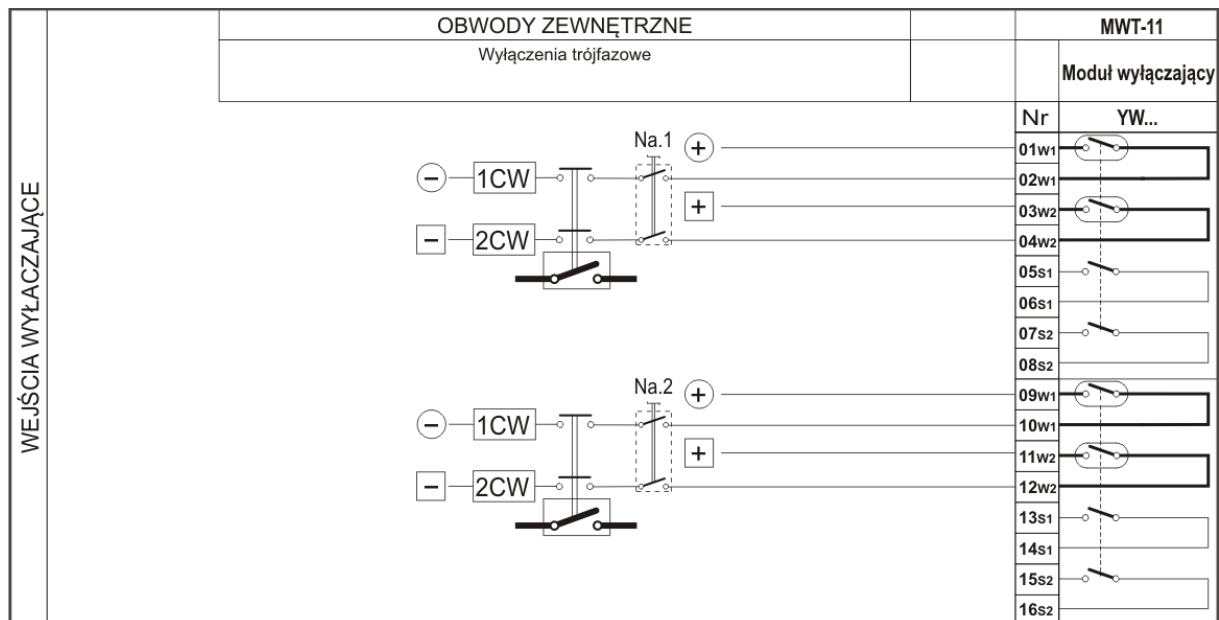 OBWODY ZEWNĘTRZNE
MWT-11
Wyłączenia trójfazowe
Moduł wyłączający
Nr
YW...
WEJŚCIA WYŁACZAJĄCE
Na.1
+
01w1
− 1CW
02w1
+
03w2
− 2CW
04w2
05s1
06s1
07s2
08s2
Na.2
+
09w1
− 1CW
10w1
+
11w2
− 2CW
12w2
13s1
14s1
15s2
16s2